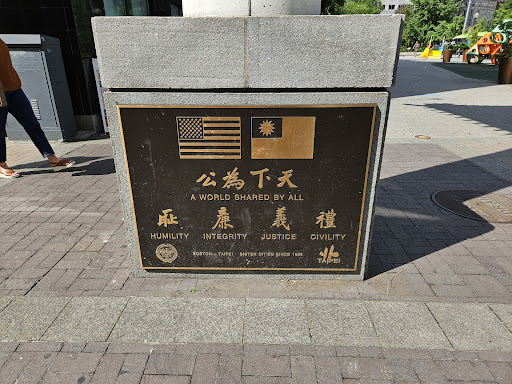 公為下天
A WORLD SHARED BY ALL
恥 廉 義 禮
HUMILITY INTEGRITY JUSTICE CIVILITY
BOSTON - TAIPEI SISTER CITIES SINCE 1996
TAIPEI